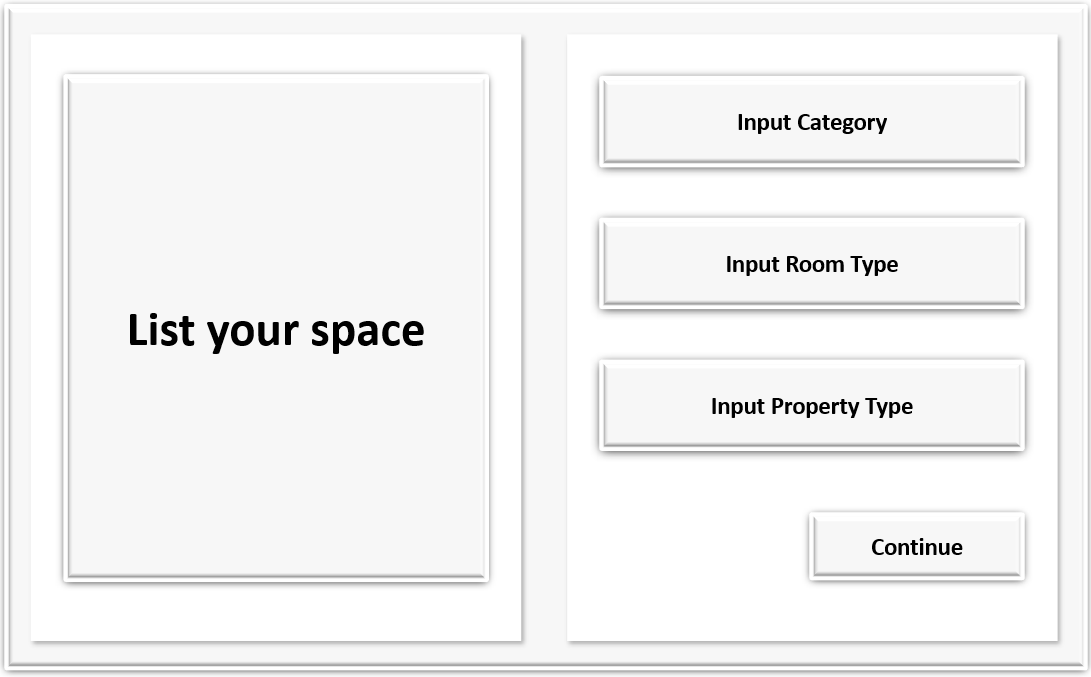 List your space
Input Category
Input Room Type
Input Property Type
Continue